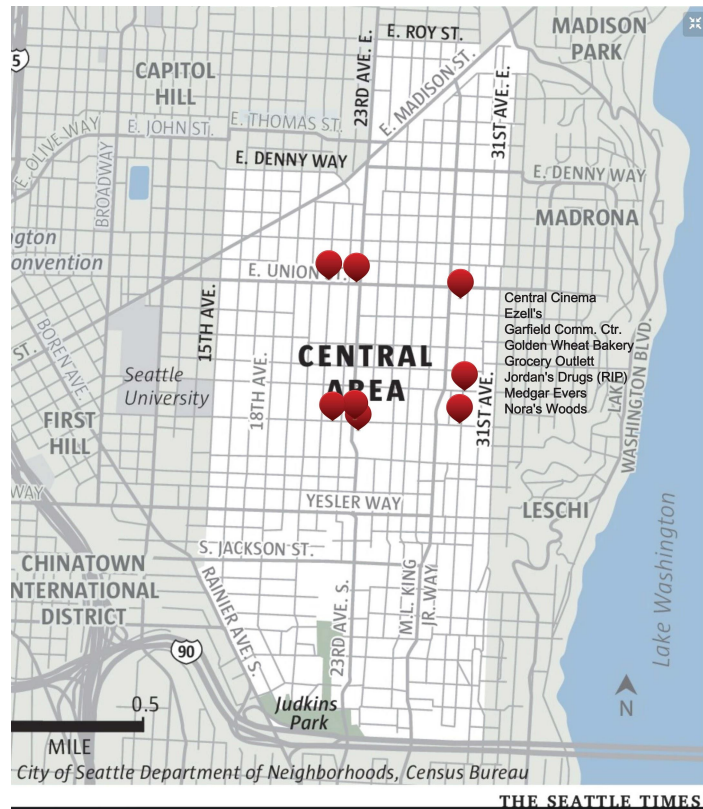 E. ROY ST.
MADISON
PARK
5
CAPITOL
HILL
23RD AVE. E.
E. MADISON ST.
31ST AVE. E.
E. OLIVE WAY
E. JOHN ST.
E. THOMAS ST.
E. DENNY WAY
E. DENNY WAY
BROADWAY
MADRONA
ngton
onvention
E. UNION ST.
15TH AVE.
Central Cinema
Ezell's
Garfield Comm. Ctr.
Golden Wheat Bakery
Grocery Outlett
Jordan's Drugs (RIP)
Medgar Evers
Nora's Woods
BOREN AVE.
ST.
CENTRAL
AREA
Seattle
University
18TH AVE.
31ST AVE.
LAKE
WASHINGTON BLVD.
FIRST
HILL
WAY
YESLER WAY
LESCHI
S. JACKSON ST.
CHINATOWN
INTERNATIONAL
DISTRICT
RAINIER AVE. S.
23RD AVE. S.
M.L. KING
JR. WAY
Lake Washington
90
N
0.5
MILE
Judkins
Park
City of Seattle Department of Neighborhoods, Census Bureau
THE SEATTLE TIMES